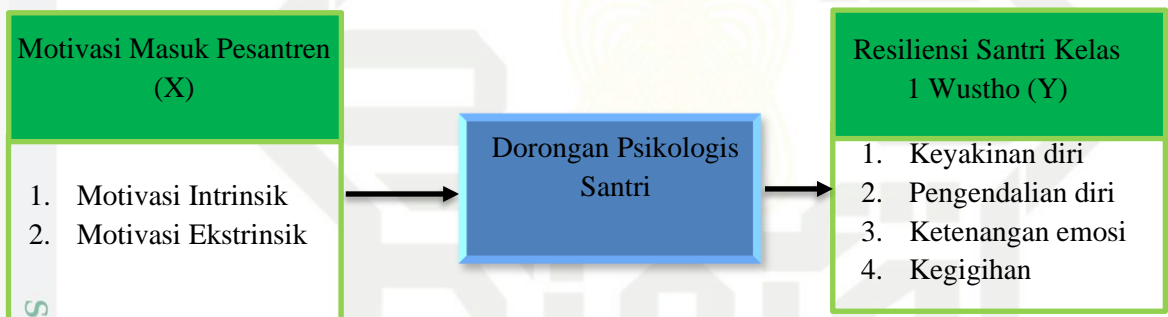 Motivasi Masuk Pesantren
(X)
1. Motivasi Intrinsik
2. Motivasi Ekstrinsik
Dorongan Psikologis
Santri
Resiliensi Santri Kelas
1 Wustho (Y)
1. Keyakinan diri
2. Pengendalian diri
3. Ketenangan emosi
4. Kegigihan